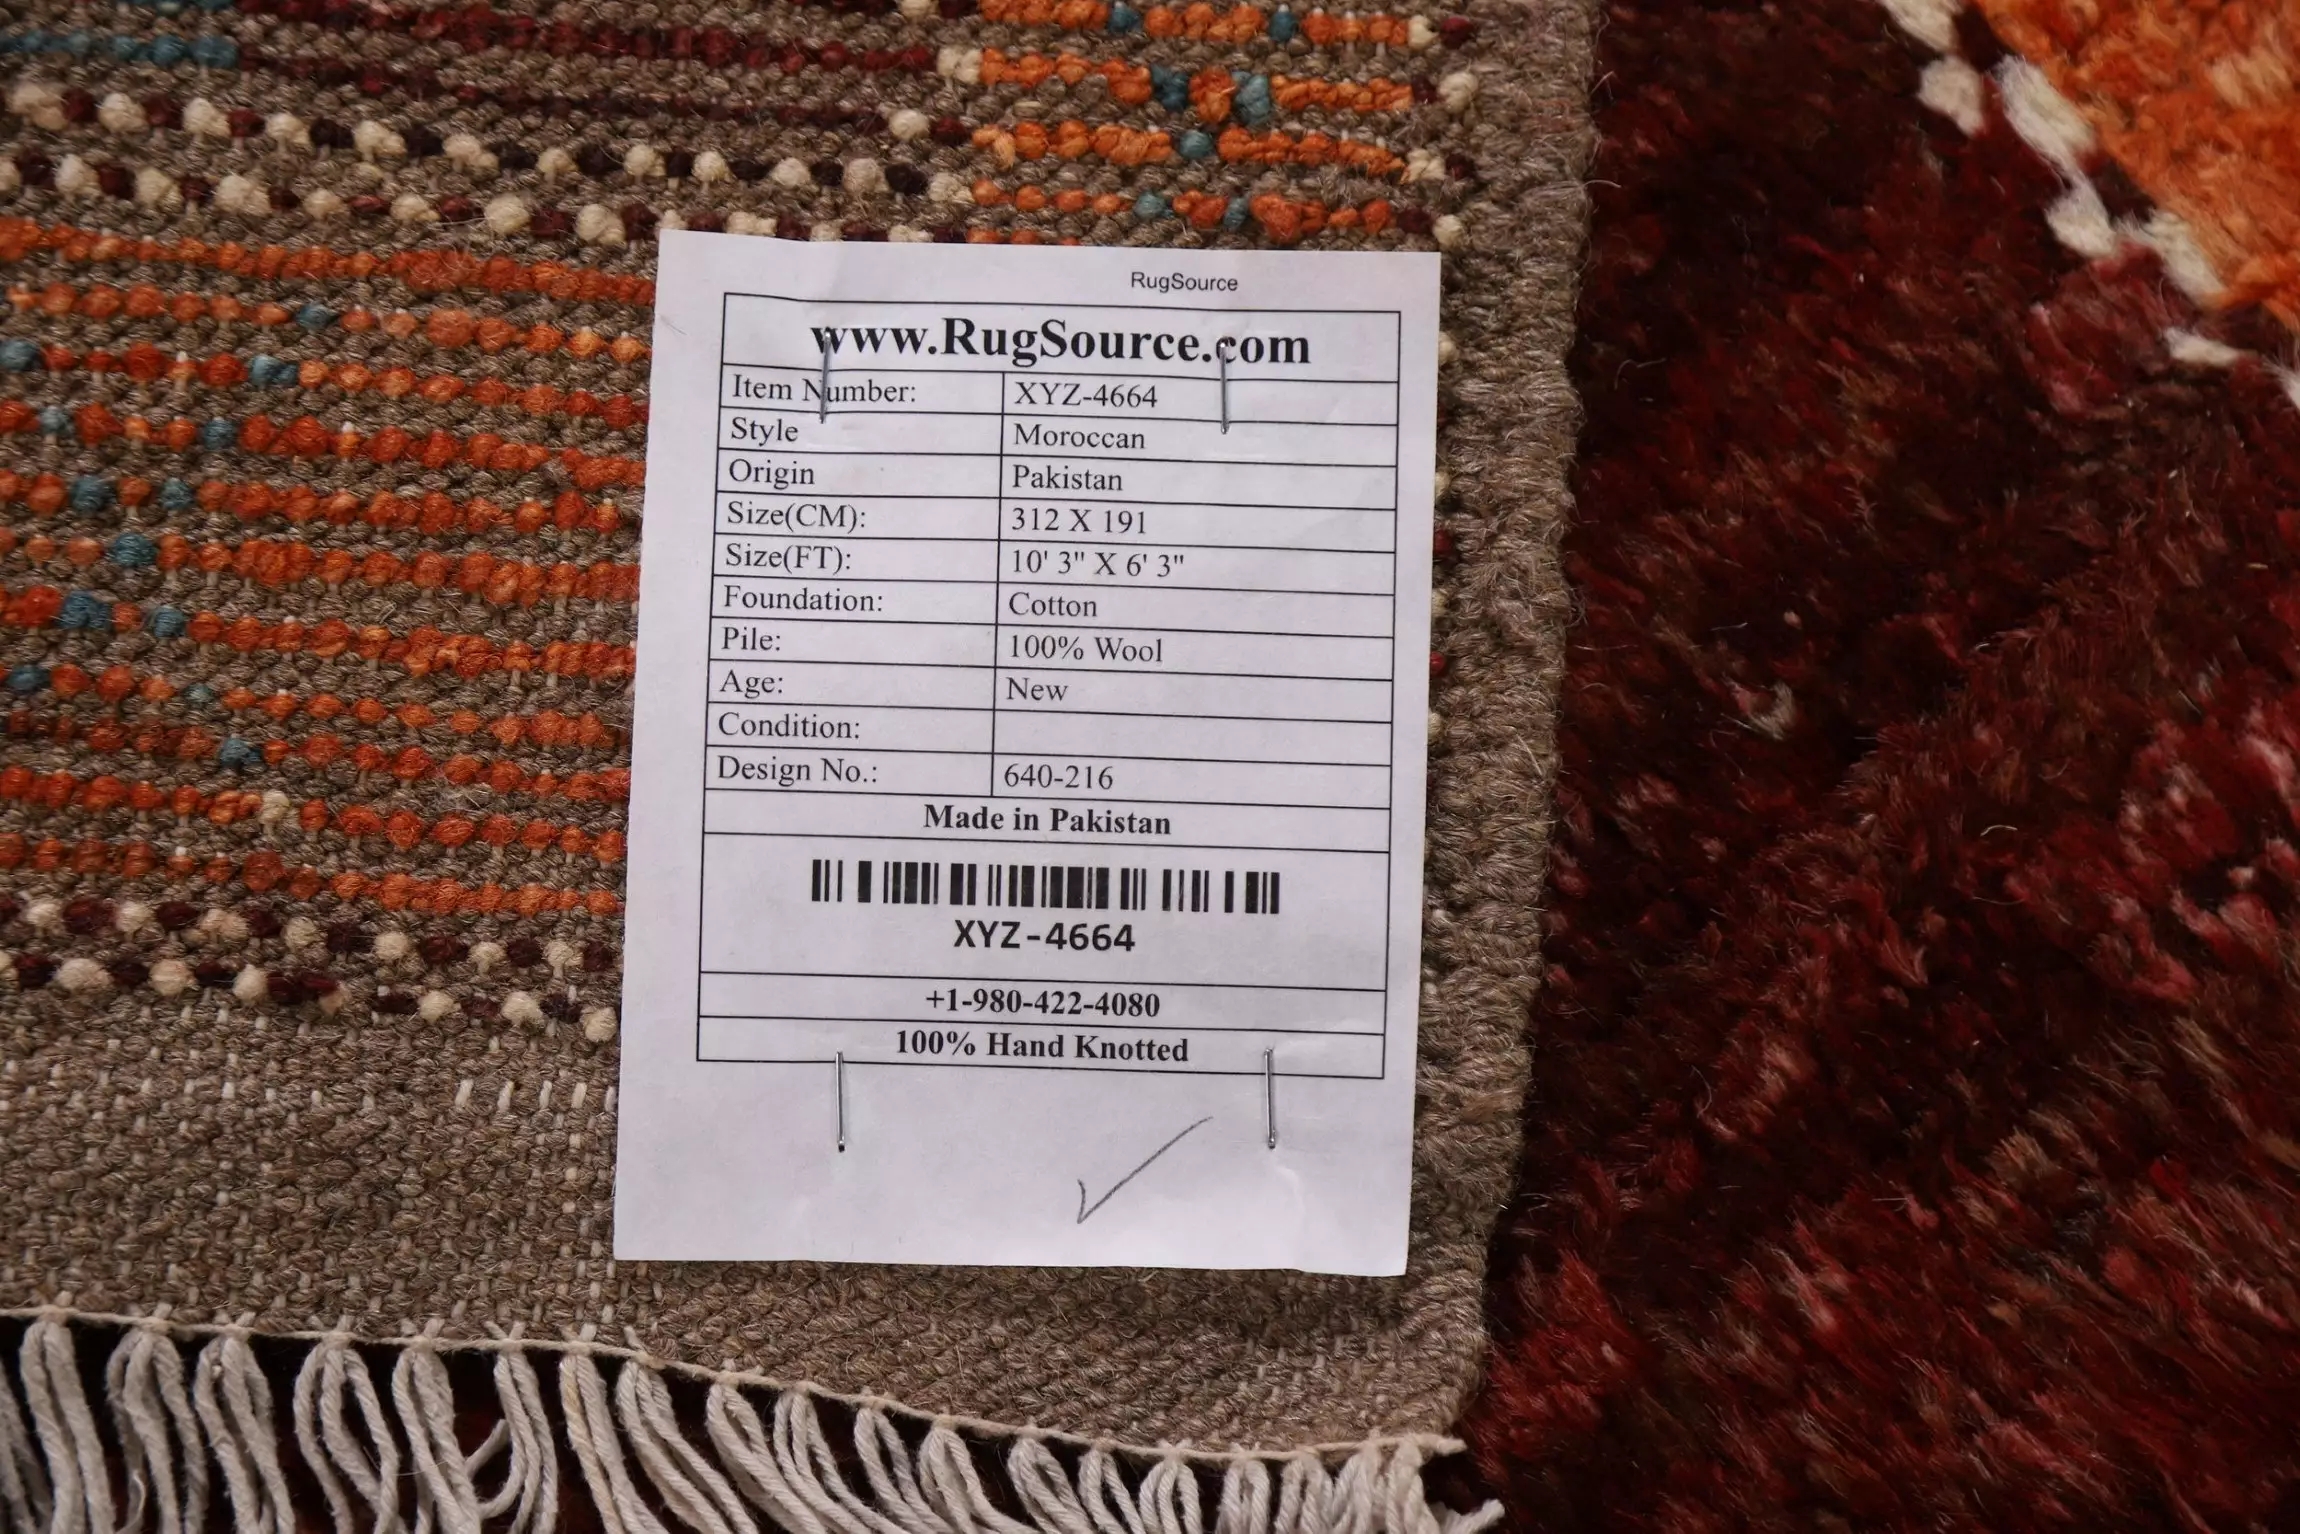 RugSource
www.RugSource.com
Item Number: XYZ-4664
Style Moroccan
Origin Pakistan
Size(CM): 312 X 191
Size(FT): 10' 3" X 6' 3"
Foundation: Cotton
Pile: 100% Wool
Age: New
Condition:
Design No.: 640-216
Made in Pakistan
XYZ-4664
+1-980-422-4080
100% Hand Knotted